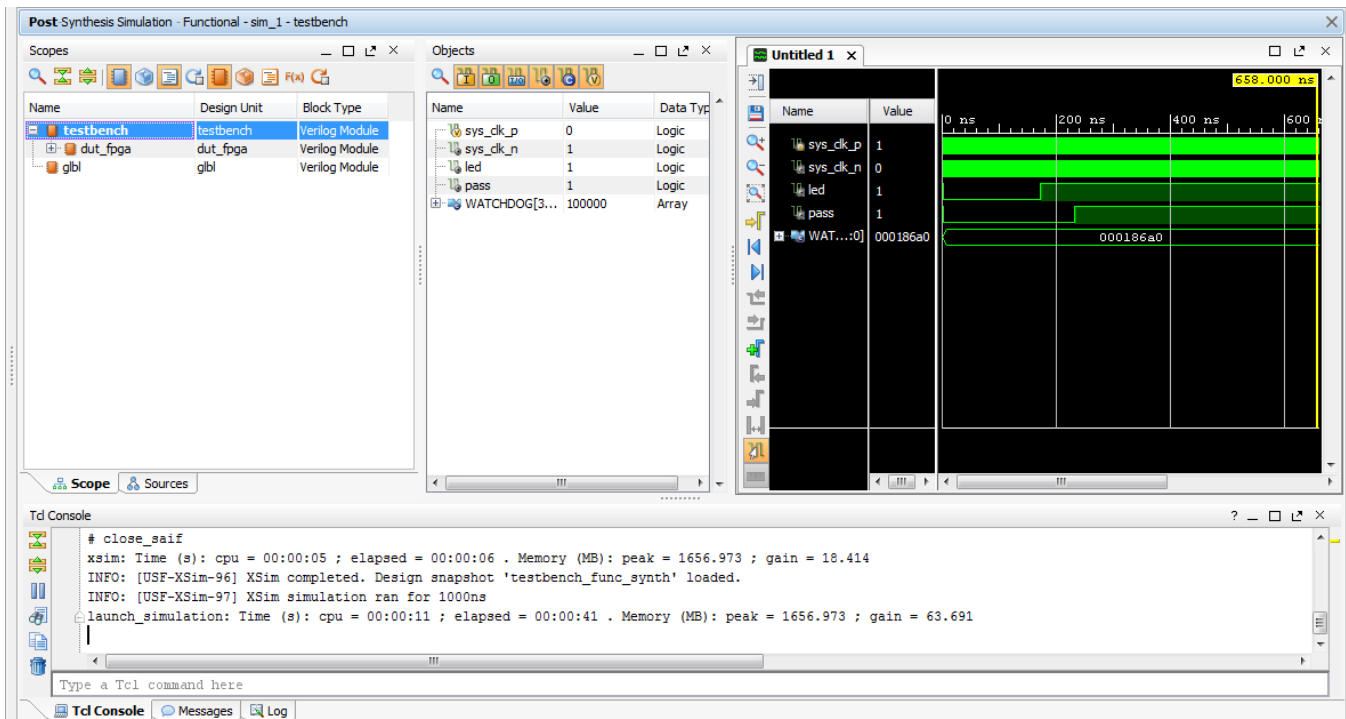 Post-Synthesis Simulation - Functional - sim_1 - testbench
Scopes
F(x)
Name Design Unit Block Type
testbench testbench Verilog Module
dut_fpga dut_fpga Verilog Module
glbl glbl Verilog Module
Scope Sources
Objects
Name Value Data Typ
sys_clk_p 0 Logic
sys_clk_n 1 Logic
led 1 Logic
pass 1 Logic
WATCHDOG[3... 100000 Array
Untitled 1
658.000 ns
Name Value
0 ns 200 ns 400 ns 600
sys_clk_p 1
sys_clk_n 0
led 1
pass 1
WAT...:0] 000186a0 000186a0
Tcl Console
# close_saif
xsim: Time (s): cpu = 00:00:05 ; elapsed = 00:00:06 . Memory (MB): peak = 1656.973 ; gain = 18.414
INFO: [USF-XSim-96] XSim completed. Design snapshot 'testbench_func_synth' loaded.
INFO: [USF-XSim-97] XSim simulation ran for 1000ns
launch_simulation: Time (s): cpu = 00:00:11 ; elapsed = 00:00:41 . Memory (MB): peak = 1656.973 ; gain = 63.691
Type a Tcl command here
Tcl Console Messages Log